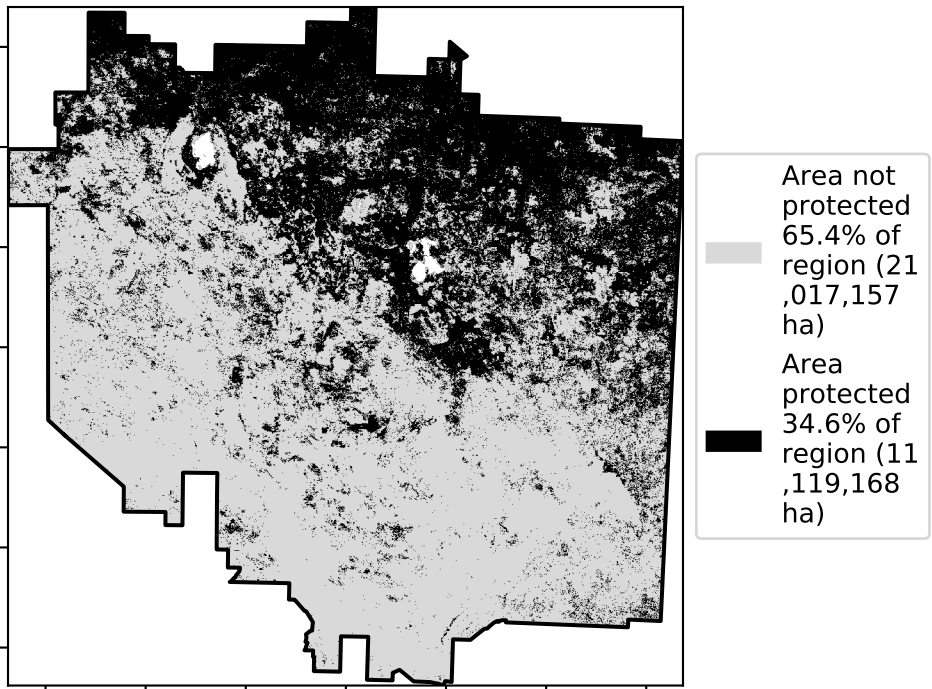 Area not
protected
65.4% of
region (21
,017,157
ha)
Area
protected
34.6% of
region (11
,119,168
ha)